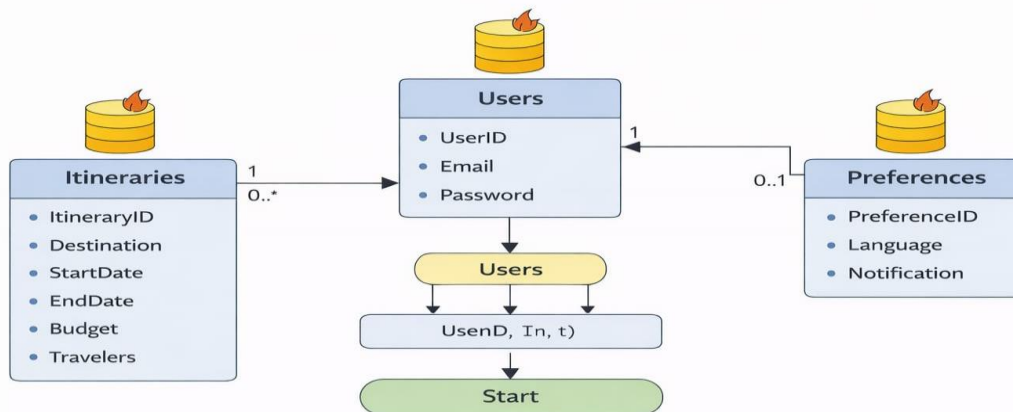 Users
UserID
Email
Password
1
0..*
Itineraries
ItineraryID
Destination
StartDate
EndDate
Budget
Travelers
1
0..1
Preferences
PreferenceID
Language
Notification
Users
UsenD, In, t)
Start